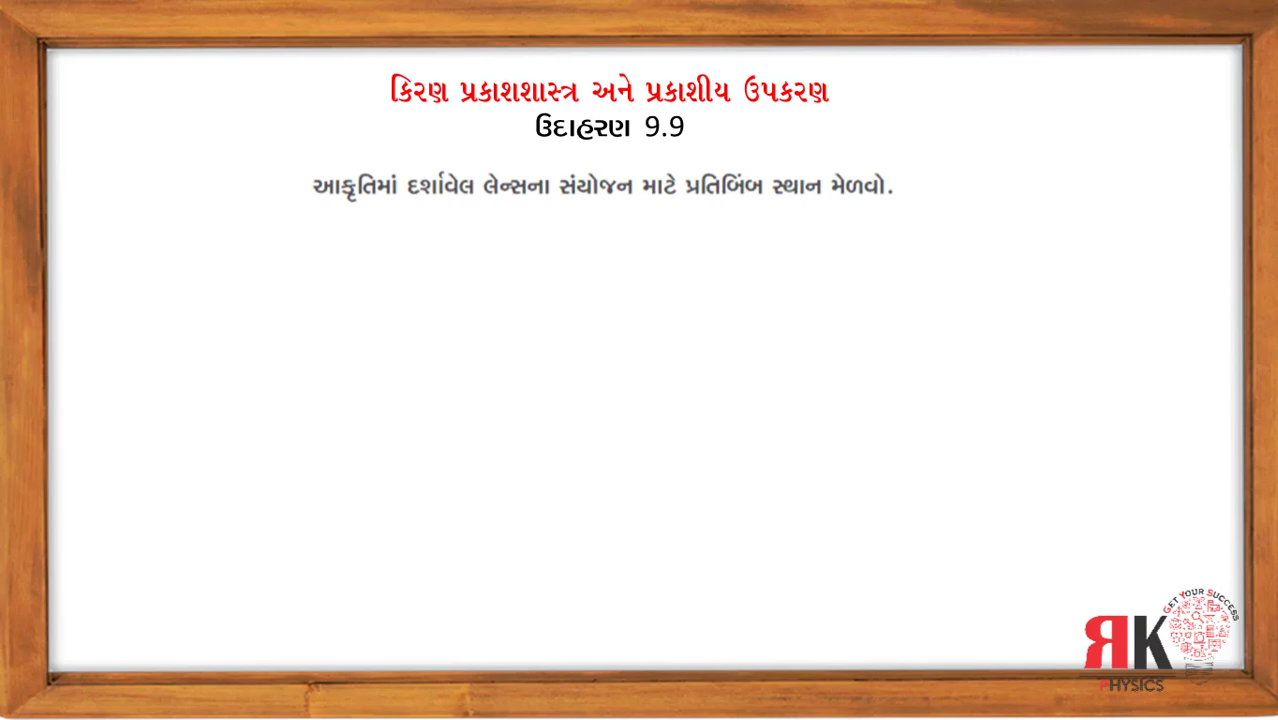 કિરણ પ્રકાશશાસ્ત્ર અને પ્રકાશીય ઉપકરણ
ઉદાહરણ 9.9
આકૃતિમાં દર્શાવેલ લેન્સના સંયોજન માટે પ્રતિબિંબ સ્થાન મેળવો.
GET YOUR SUCCESS
RK
PHYSICS